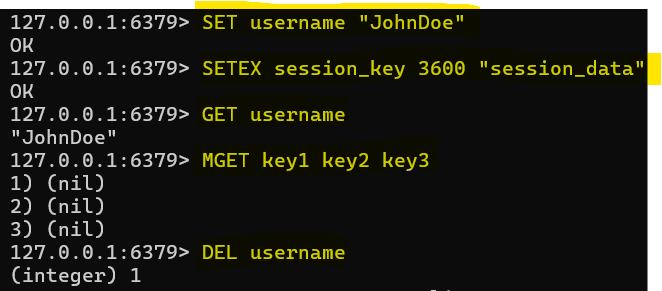 127.0.0.1:6379> SET username "JohnDoe"
OK
127.0.0.1:6379> SETEX session_key 3600 "session_data"
OK
127.0.0.1:6379> GET username
"JohnDoe"
127.0.0.1:6379> MGET key1 key2 key3
1) (nil)
2) (nil)
3) (nil)
127.0.0.1:6379> DEL username
(integer) 1